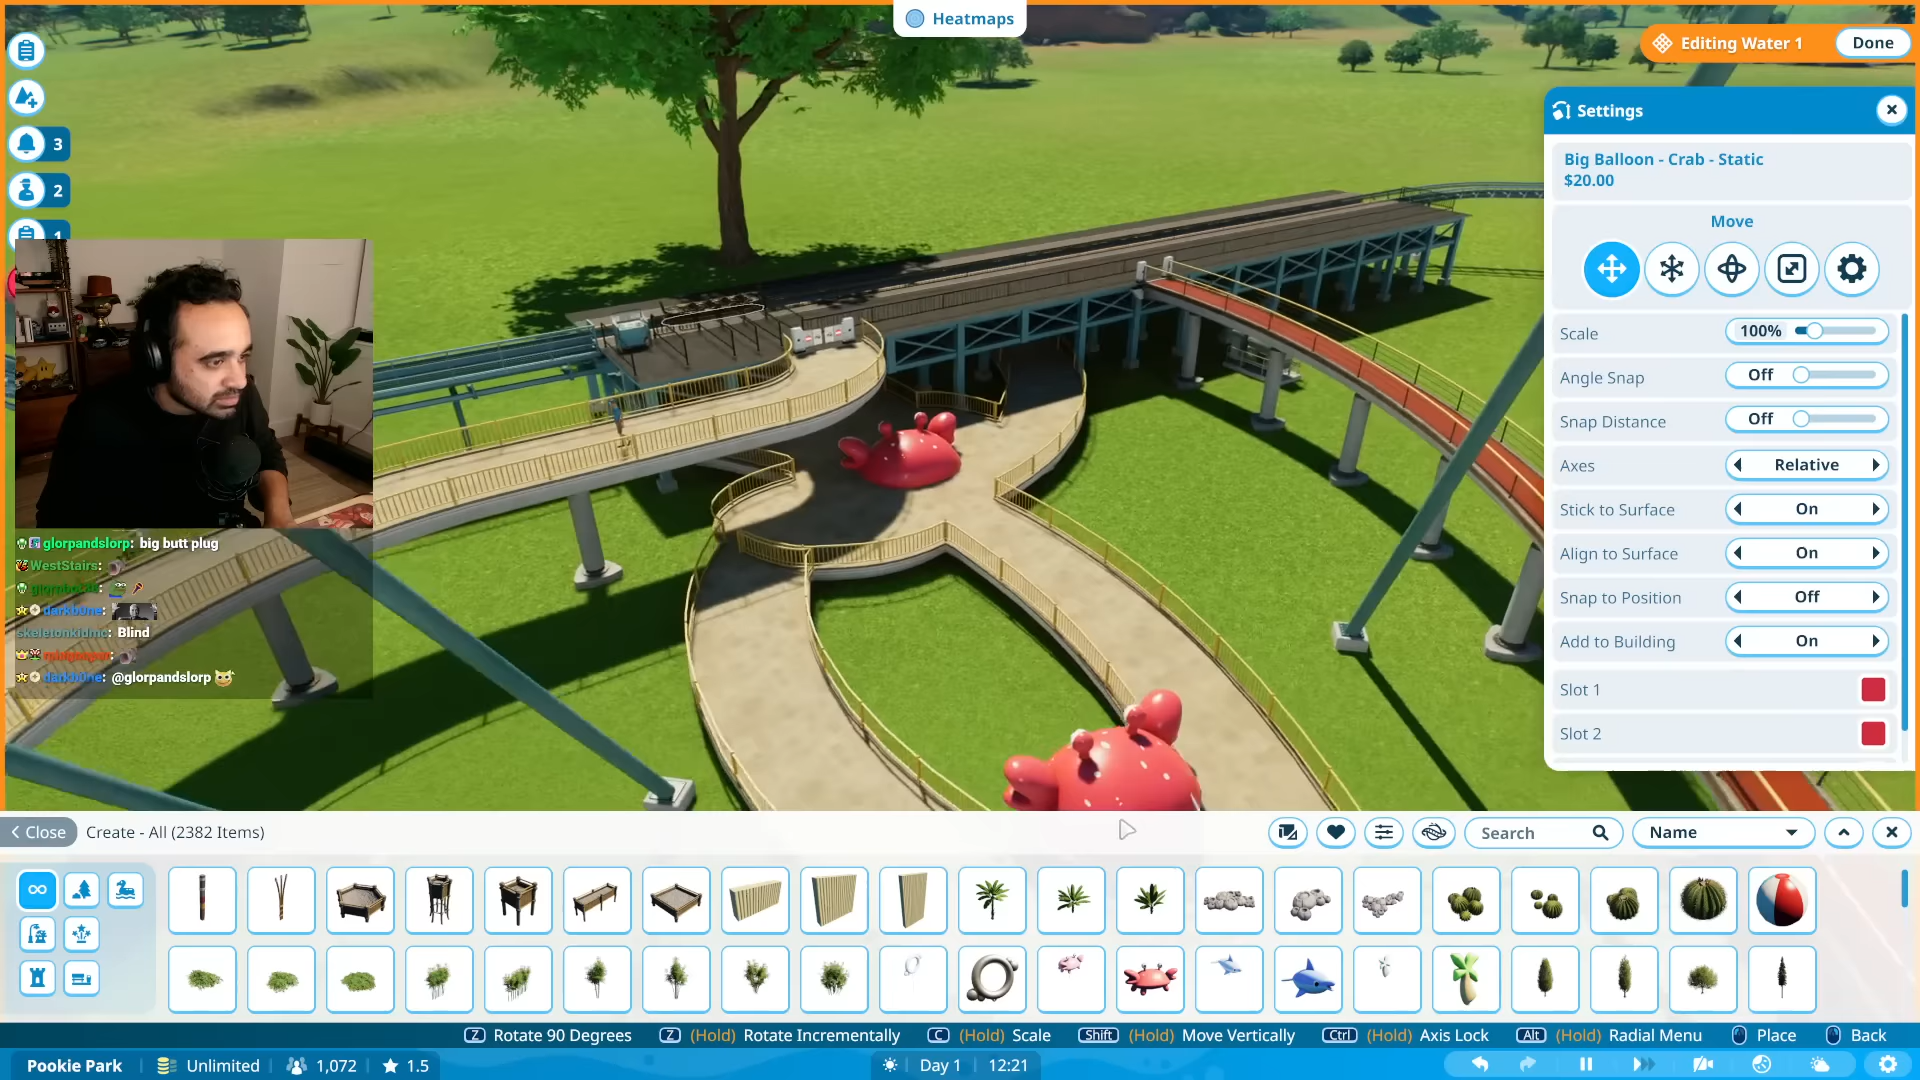 Heatmaps
Editing Water 1
Done
3
2
1
Settings
Big Balloon - Crab - Static
$20.00
Move
Scale 100%
Angle Snap Off
Snap Distance Off
Axes Relative
Stick to Surface On
Align to Surface On
Snap to Position Off
Add to Building On
Slot 1
Slot 2
glorpandslorp: big butt plug
WestStairs:
darkb0ne:
skeletonkidmc: Blind
darkb0ne: @glorpandslorp
Close
Create - All (2382 Items)
Search
Name
Z Rotate 90 Degrees
Z (Hold) Rotate Incrementally
C (Hold) Scale
Shift (Hold) Move Vertically
Ctrl (Hold) Axis Lock
Alt (Hold) Radial Menu
Place
Back
Pookie Park
Unlimited
1,072
1.5
Day 1
12:21